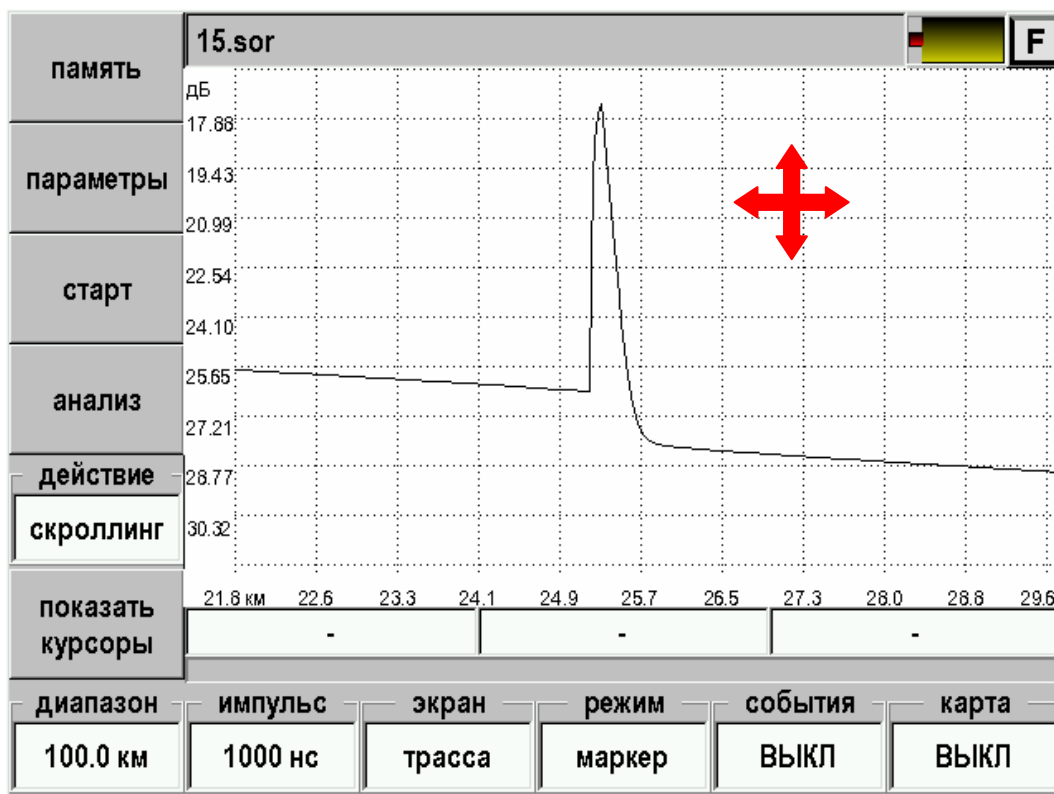 15.sor
F
память
параметры
старт
анализ
действие
скроллинг
показать
курсоры
дБ
17.88
19.43
20.99
22.54
24.10
25.65
27.21
28.77
30.32
21.8 км 22.6 23.3 24.1 24.9 25.7 26.5 27.3 28.0 28.8 29.6
- - -
диапазон импульс экран режим события карта
100.0 км 1000 нс трасса маркер ВЫКЛ ВЫКЛ